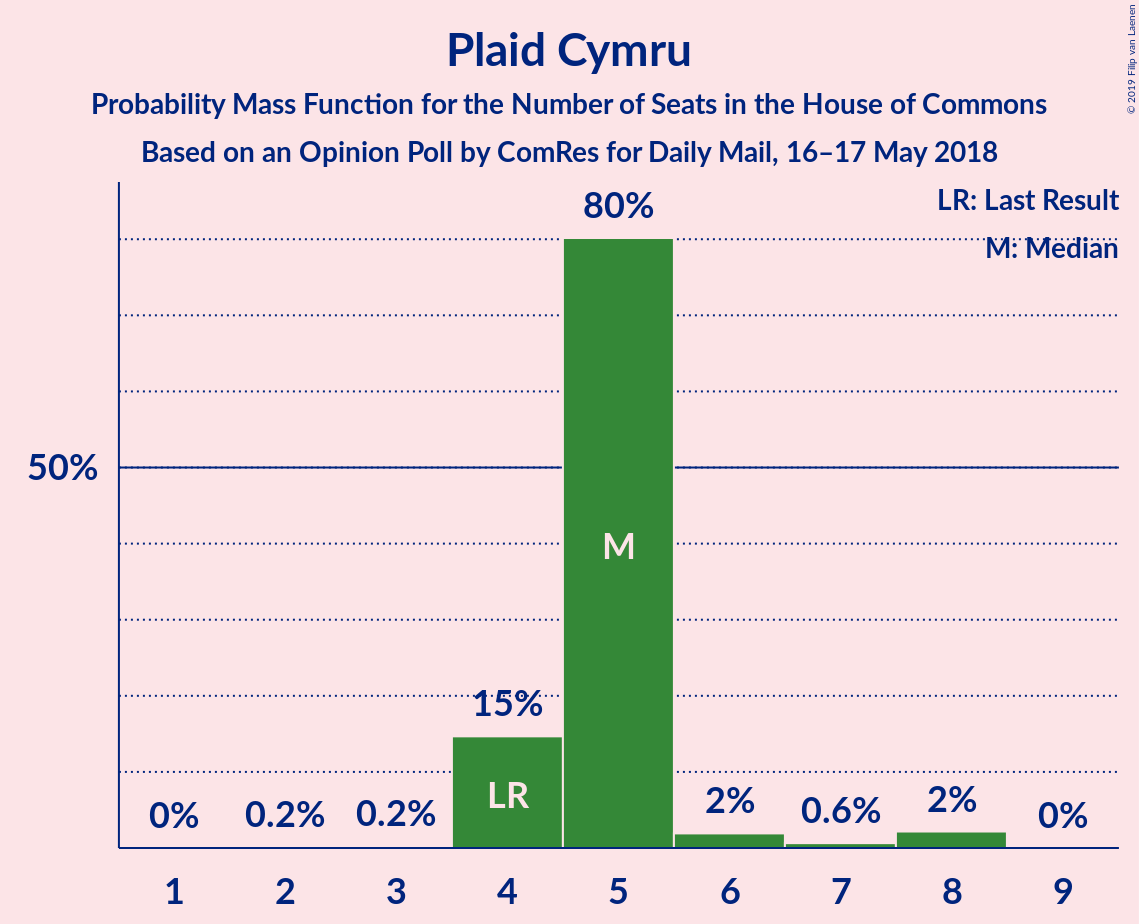 Plaid Cymru
Probability Mass Function for the Number of Seats in the House of Commons
Based on an Opinion Poll by ComRes for Daily Mail, 16–17 May 2018
© 2019 Filip van Laenen
LR: Last Result
M: Median
80%
50%
M
15%
LR
0%
0.2%
0.2%
2%
0.6%
2%
0%
1 2 3 4 5 6 7 8 9